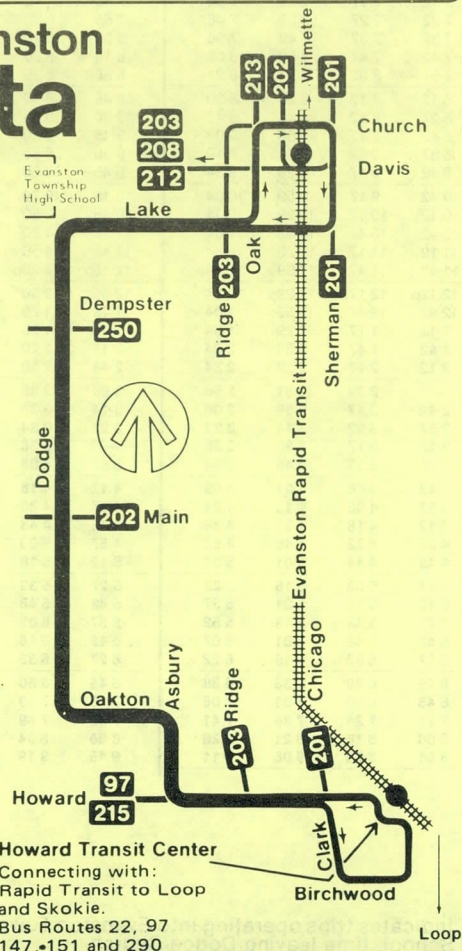 nston
ta
213
202
Wilmette
201
203
208
212
Church
Davis
Evanston
Township
High School
Lake
Ridge 203
Oak
Sherman 201
Dempster
250
Evanston Rapid Transit
Dodge
202 Main
Chicago
Asbury
Oakton
203 Ridge
201
Howard 97
215
Clark
Birchwood
Howard Transit Center
Connecting with:
Rapid Transit to Loop
and Skokie.
Bus Routes 22, 97
147 •151 and 290
Loop